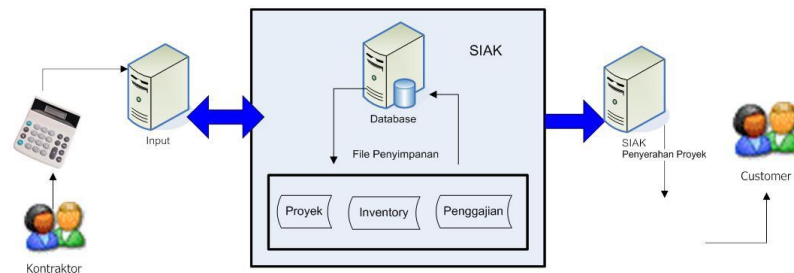 SIAK
Input
Database
File Penyimpanan
Proyek
Inventory
Penggajian
SIAK
Penyerahan Proyek
Customer
Kontraktor